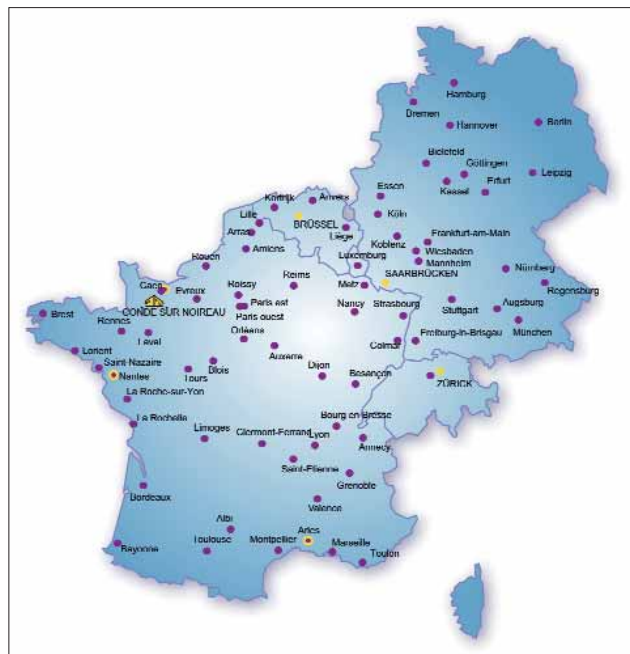 Hamburg
Bremen
Hannover
Berlin
Bielefeld
Göttingen
Leipzig
Kassel
Erfurt
Essen
Kortrijk
Anvers
Köln
Lille
BRÜSSEL
Arras
Liège
Koblenz
Frankfurt-am-Main
Amiens
Wiesbaden
Luxemburg
Mannheim
Rouen
SAARBRÜCKEN
Nürnberg
Caen
Evreux
Roissy
Reims
Metz
Regensburg
CONDE SUR NOIREAU
Paris est
Nancy
Strasbourg
Stuttgart
Augsburg
Brest
Paris ouest
München
Rennes
Laval
Orléans
Colmar
Freiburg-in-Brisgau
Lorient
Auxerre
Saint-Nazaire
Blois
Dijon
Besançon
Nantes
Tours
ZÜRICK
La Roche-sur-Yon
La Rochelle
Bourg en Bresse
Limoges
Clermont-Ferrand
Lyon
Annecy
Saint-Etienne
Grenoble
Bordeaux
Valence
Albi
Arles
Bayonne
Toulouse
Montpellier
Marseille
Toulon